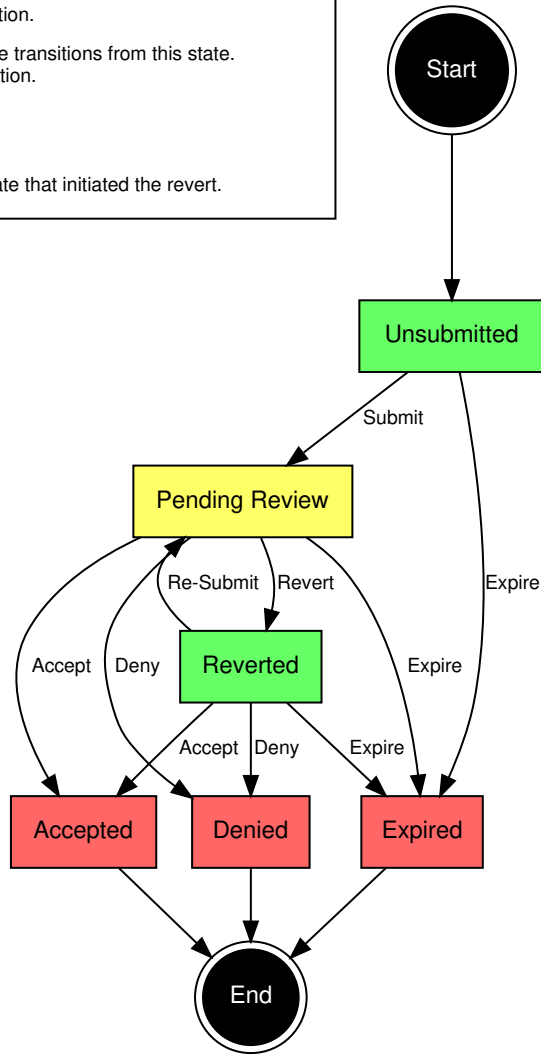 tion.
e transitions from this state.
tion.
ate that initiated the revert.
Start
Unsubmitted
Submit
Pending Review
Expire
Re-Submit
Revert
Accept
Deny
Reverted
Expire
Accept
Deny
Expire
Accepted
Denied
Expired
End